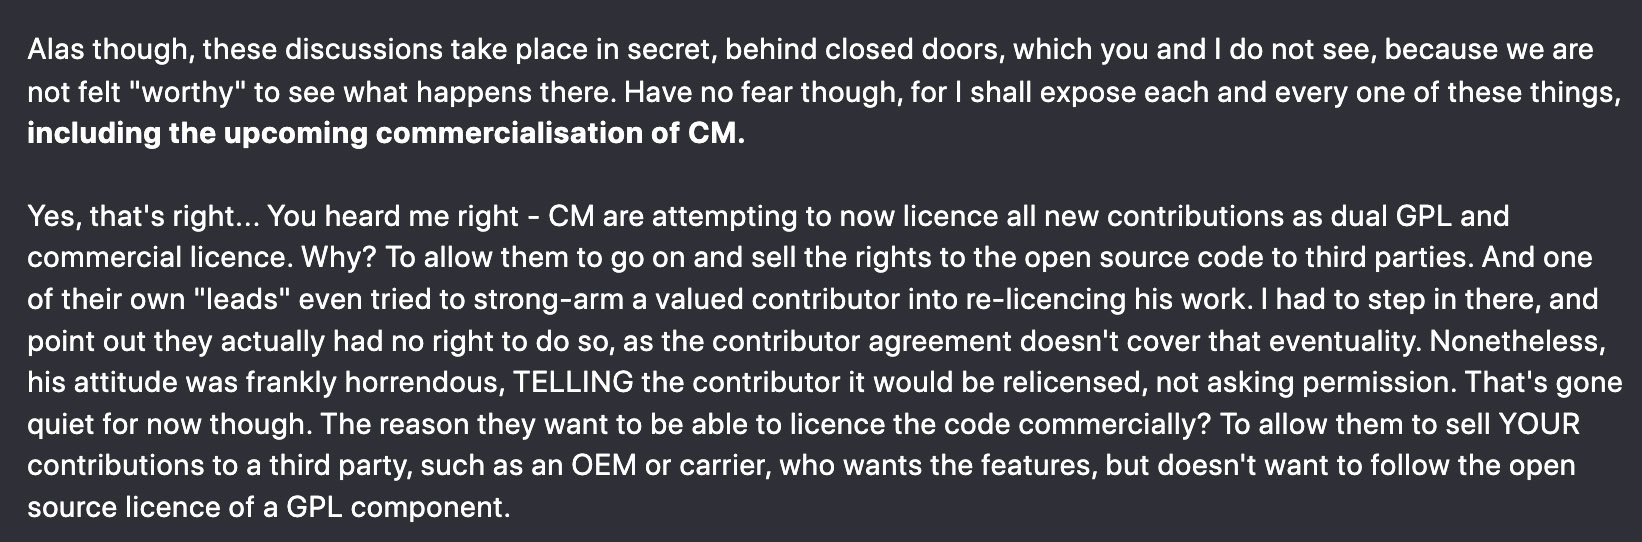 Alas though, these discussions take place in secret, behind closed doors, which you and I do not see, because we are
not felt "worthy" to see what happens there. Have no fear though, for I shall expose each and every one of these things,
including the upcoming commercialisation of CM.
Yes, that's right... You heard me right - CM are attempting to now licence all new contributions as dual GPL and
commercial licence. Why? To allow them to go on and sell the rights to the open source code to third parties. And one
of their own "leads" even tried to strong-arm a valued contributor into re-licencing his work. I had to step in there, and
point out they actually had no right to do so, as the contributor agreement doesn't cover that eventuality. Nonetheless,
his attitude was frankly horrendous, TELLING the contributor it would be relicensed, not asking permission. That's gone
quiet for now though. The reason they want to be able to licence the code commercially? To allow them to sell YOUR
contributions to a third party, such as an OEM or carrier, who wants the features, but doesn't want to follow the open
source licence of a GPL component.